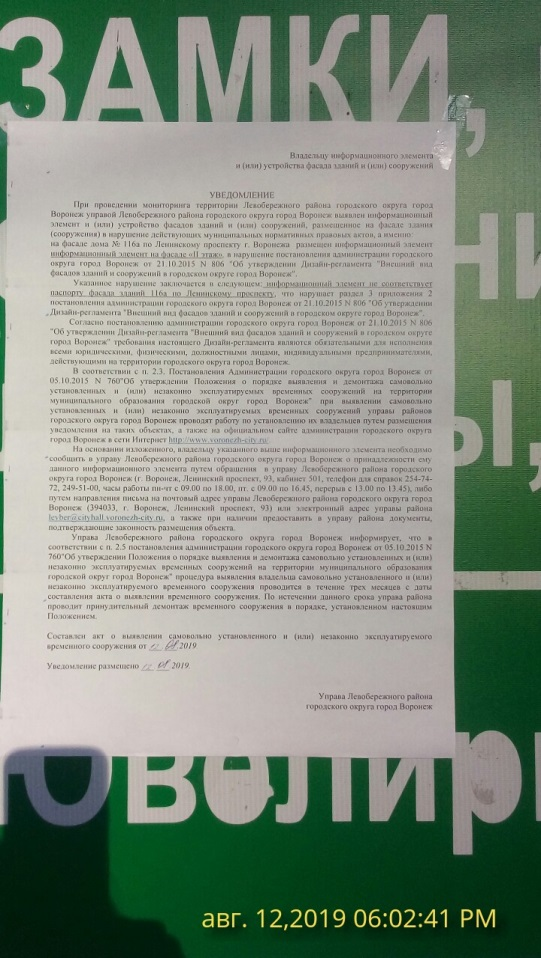 ЗАМКИ,
Владельцу информационного элемента
и (или) устройства фасада зданий и (или) сооружений
УВЕДОМЛЕНИЕ
При проведении мониторинга территории Левобережного района городского округа город
Воронеж управой Левобережного района городского округа город Воронеж выявлен информационный
элемент и (или) устройство фасадов зданий и (или) сооружений, размещенное на фасаде здания
(сооружения) в нарушение действующих муниципальных нормативных правовых актов, а именно:
на фасаде дома № 116а по Ленинскому проспекту г. Воронежа размещен информационный элемент
информационный элемент на фасаде «II этаж», в нарушение постановления администрации городского
округа город Воронеж от 21.10.2015 N 806 "Об утверждении Дизайн-регламента "Внешний вид
фасадов зданий и сооружений в городском округе город Воронеж".
Указанное нарушение заключается в следующем: информационный элемент не соответствует
паспорту фасада зданий 116а по Ленинскому проспекту, что нарушает раздел 3 приложения 2
постановления администрации городского округа город Воронеж от 21.10.2015 N 806 "Об утверждении
Дизайн-регламента "Внешний вид фасадов зданий и сооружений в городском округе город Воронеж".
Согласно постановлению администрации городского округа город Воронеж от 21.10.2015 N 806
"Об утверждении Дизайн-регламента "Внешний вид фасадов зданий и сооружений в городском округе
город Воронеж" требования настоящего Дизайн-регламента являются обязательными для исполнения
всеми юридическими, физическими, должностными лицами, индивидуальными предпринимателями,
действующими на территории городского округа город Воронеж.
В соответствии с п. 2.3. Постановления Администрации городского округа город Воронеж от
05.10.2015 N 760"Об утверждении Положения о порядке выявления и демонтажа самовольно
установленных и (или) незаконно эксплуатируемых временных сооружений на территории
муниципального образования городской округ город Воронеж" при выявлении самовольно
установленных и (или) незаконно эксплуатируемых временных сооружений управы районов
городского округа город Воронеж проводят работу по установлению их владельцев путем размещения
уведомления на таких объектах, а также на официальном сайте администрации городского округа
город Воронеж в сети Интернет http://www.voronezh-city.ru/
На основании изложенного, владельцу указанного выше информационного элемента необходимо
сообщить в управу Левобережного района городского округа город Воронеж о принадлежности ему
данного информационного элемента путем обращения в управу Левобережного района городского
округа город Воронеж (г. Воронеж, Ленинский проспект, 93, кабинет 501, телефон для справок 254-74-
72, 249-51-00, часы работы пн-чт с 09.00 по 18.00, пт. с 09.00 по 16.45, перерыв с 13.00 по 13.45), либо
путем направления письма на почтовый адрес управы Левобережного района городского округа город
Воронеж (394033, г. Воронеж, Ленинский проспект, 93) или электронный адрес управы района
leyber@cityhall.voronezh-city.ru, а также при наличии предоставить в управу района документы,
подтверждающие законность размещения объекта.
Управа Левобережного района городского округа город Воронеж информирует, что в
соответствии с п. 2.5 постановления администрации городского округа город Воронеж от 05.10.2015 N
760"Об утверждении Положения о порядке выявления и демонтажа самовольно установленных и (или)
незаконно эксплуатируемых временных сооружений на территории муниципального образования
городской округ город Воронеж" процедура выявления владельца самовольно установленного и (или)
незаконно эксплуатируемого временного сооружения проводится в течение трех месяцев с даты
составления акта о выявлении временного сооружения. По истечении данного срока управа района
проводит принудительный демонтаж временного сооружения в порядке, установленном настоящим
Положением.
Составлен акт о выявлении самовольно установленного и (или) незаконно эксплуатируемого
временного сооружения от 12.08.2019
Уведомление размещено 12.08.2019.
Управа Левобережного района
городского округа город Воронеж
Ювелир
авг. 12,2019 06:02:41 PM